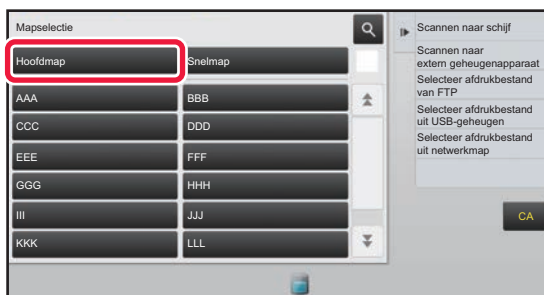 Mapselectie
Hoofdmap
Snelmap
AAA
BBB
CCC
DDD
EEE
FFF
GGG
HHH
III
JJJ
KKK
LLL
Scannen naar schijf
Scannen naar
extern geheugenapparaat
Selecteer afdrukbestand
van FTP
Selecteer afdrukbestand
uit USB-geheugen
Selecteer afdrukbestand
uit netwerkmap
CA